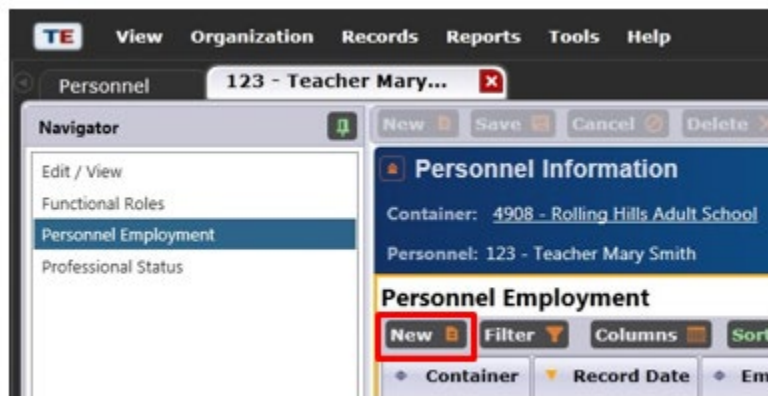 TE View Organization Records Reports Tools Help
Personnel 123 - Teacher Mary...
Navigator
New Save Cancel Delete
Edit / View
Functional Roles
Personnel Employment
Professional Status
Personnel Information
Container: 4908 - Rolling Hills Adult School
Personnel: 123 - Teacher Mary Smith
Personnel Employment
New Filter Columns Sort
Container Record Date Em